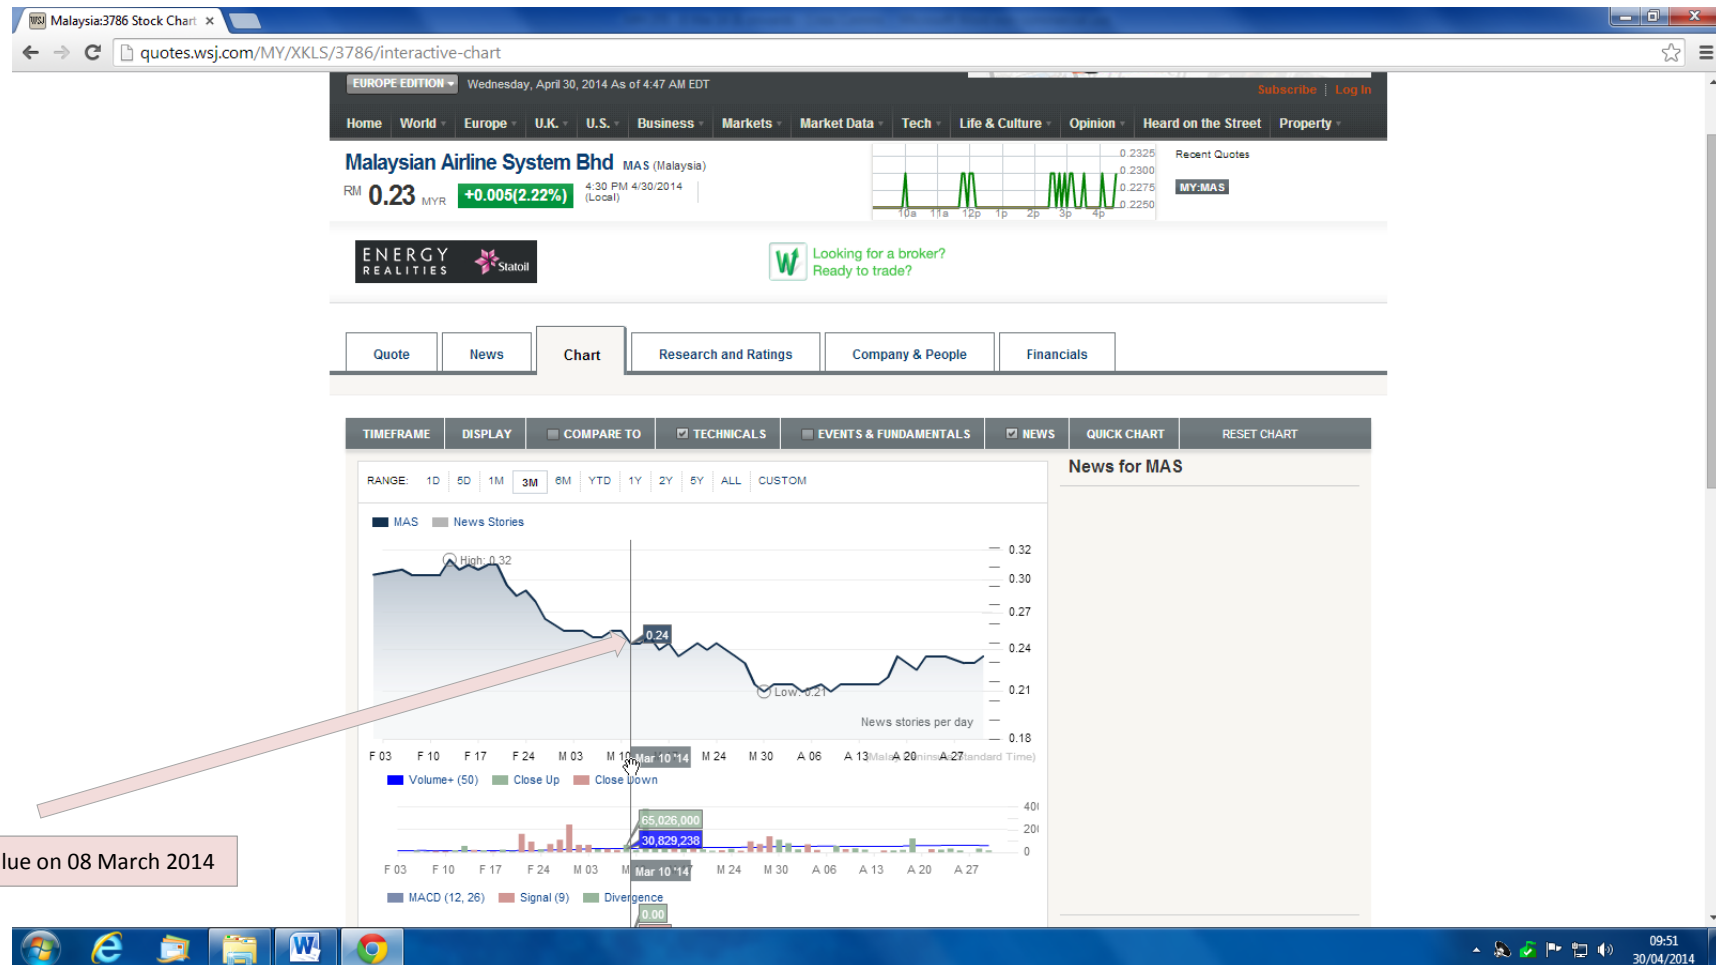 WSJ Malaysia:3786 Stock Chart
quotes.wsj.com/MY/XKLS/3786/interactive-chart
EUROPE EDITION Wednesday, April 30, 2014 As of 4:47 AM EDT
Subscribe | Log In
Home World Europe U.K. U.S. Business Markets Market Data Tech Life & Culture Opinion Heard on the Street Property
Malaysian Airline System Bhd MAS (Malaysia)
RM 0.23 MYR +0.005(2.22%) 4:30 PM 4/30/2014
(Local)
0.2325
0.2300
0.2275
0.2250
10a 11a 12p 1p 2p 3p 4p
Recent Quotes
MY:MAS
ENERGY
REALITIES
Statoil
Looking for a broker?
Ready to trade?
Quote News Chart Research and Ratings Company & People Financials
TIMEFRAME DISPLAY COMPARE TO TECHNICALS EVENTS & FUNDAMENTALS NEWS QUICK CHART RESET CHART
News for MAS
RANGE: 1D 5D 1M 3M 6M YTD 1Y 2Y 5Y ALL CUSTOM
MAS News Stories
High: 0.32
0.24
Low: 0.21
0.32
0.30
0.27
0.24
0.21
0.18
News stories per day
F 03 F 10 F 17 F 24 M 03 M 10 Mar 10 '14 M 24 M 30 A 06 A 13 A 20 A 27
Standard Time)
Volume+ (50) Close Up Close Down
65,026,000
30,829,238
0
F 03 F 10 F 17 F 24 M 03 Mar 10 '14 M 24 M 30 A 06 A 13 A 20 A 27
MACD (12, 26) Signal (9) Divergence
0.00
lue on 08 March 2014
09:51
30/04/2014